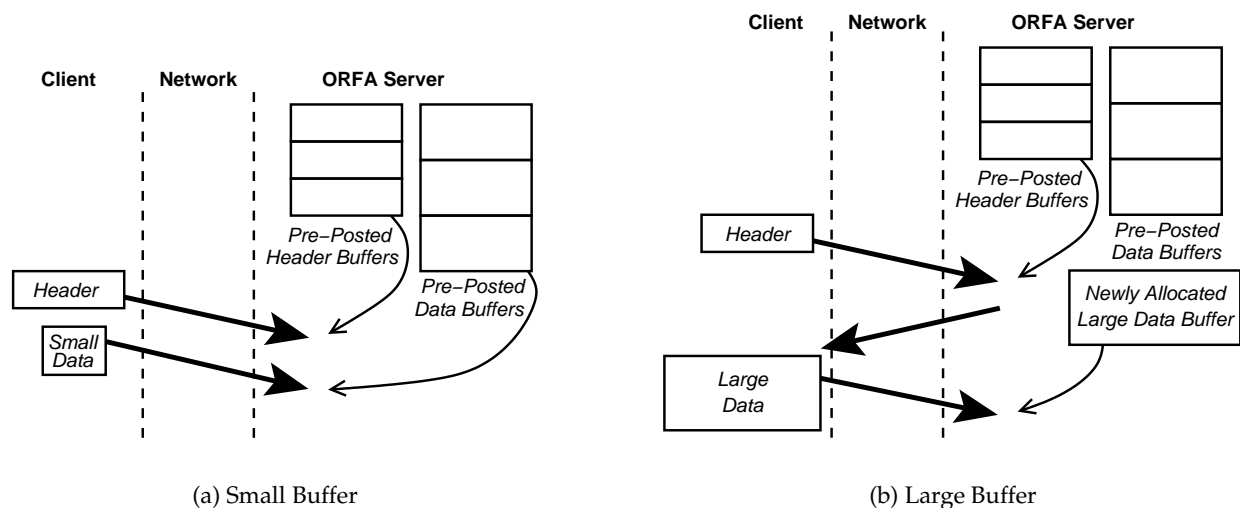 Client Network ORFA Server
Pre−Posted
Header Buffers
Pre−Posted
Data Buffers
Header
Small
Data
(a) Small Buffer
Client Network ORFA Server
Pre−Posted
Header Buffers
Header
Pre−Posted
Data Buffers
Newly Allocated
Large Data Buffer
Large
Data
(b) Large Buffer